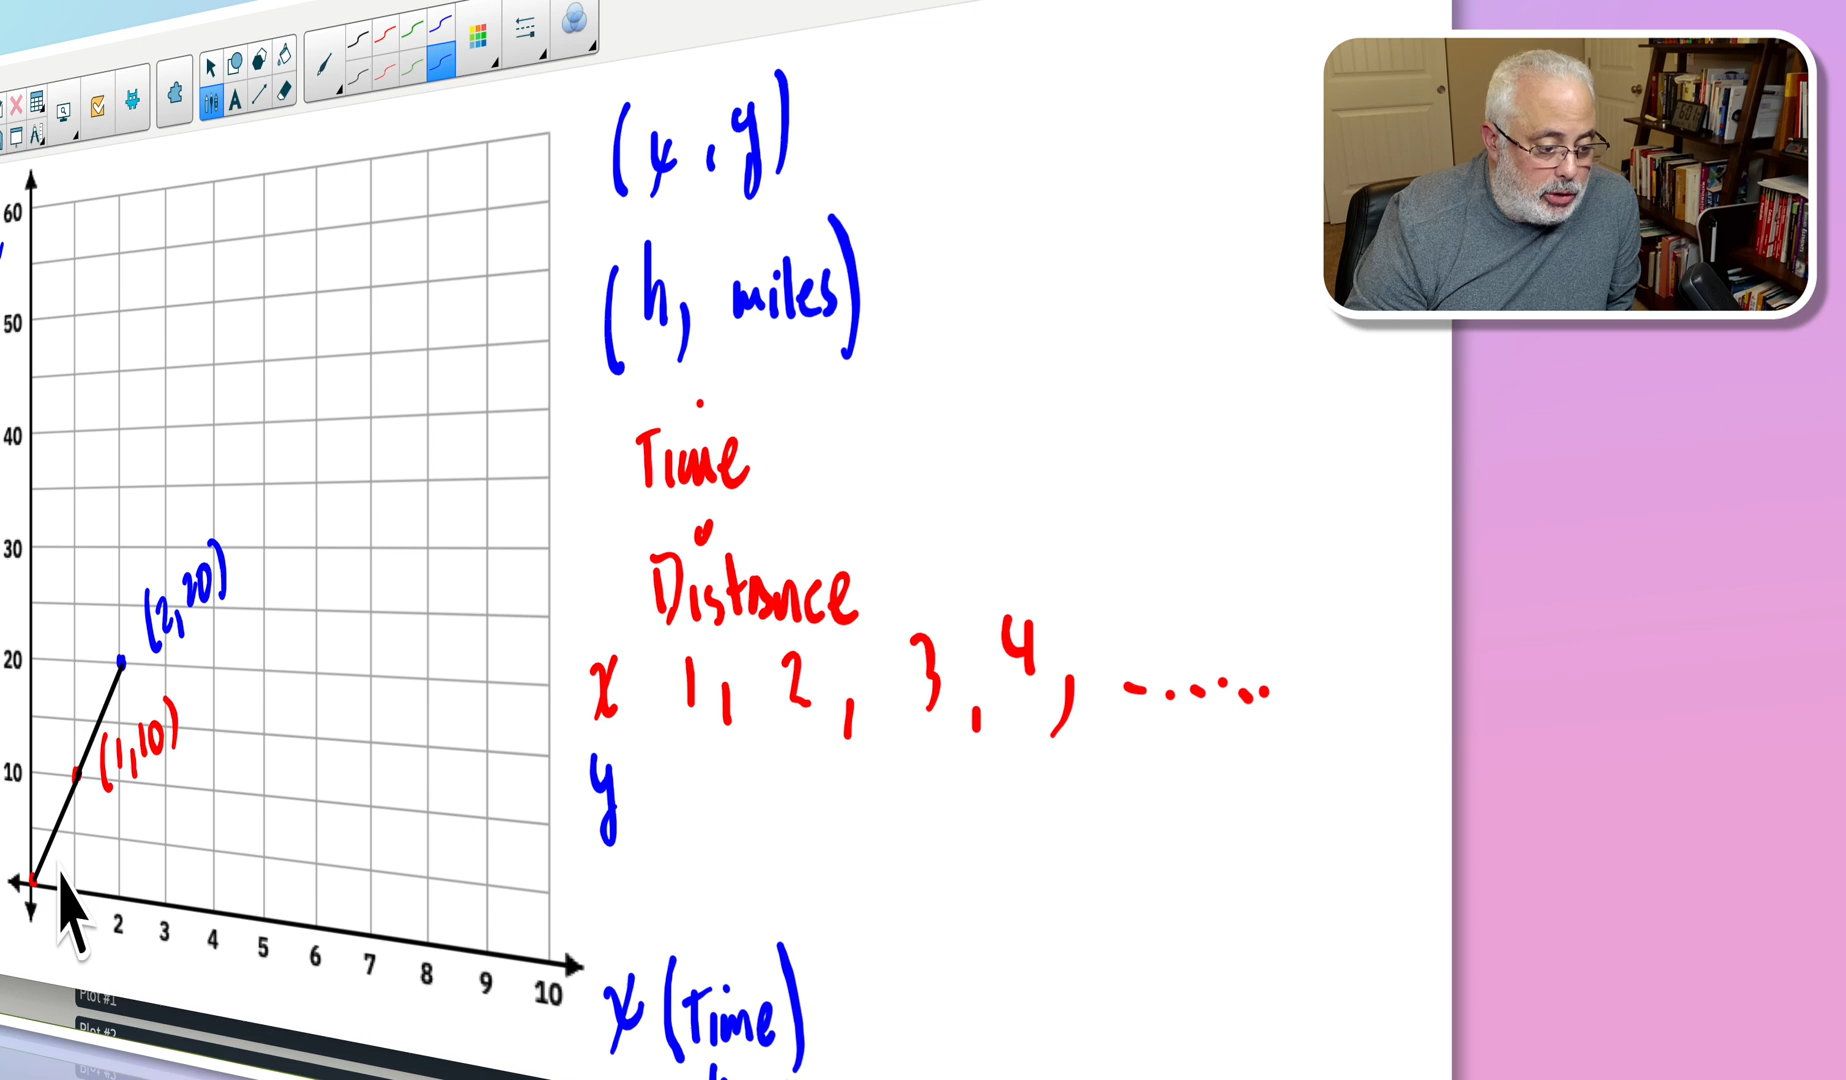 (x, y)
(h, miles)
Time
Distance
x 1, 2, 3, 4, ......
y
x (Time)
60
50
40
30
20
10
(2, 20)
(1, 10)
2 3 4 5 6 7 8 9 10
Plot #1
Plot #2
A